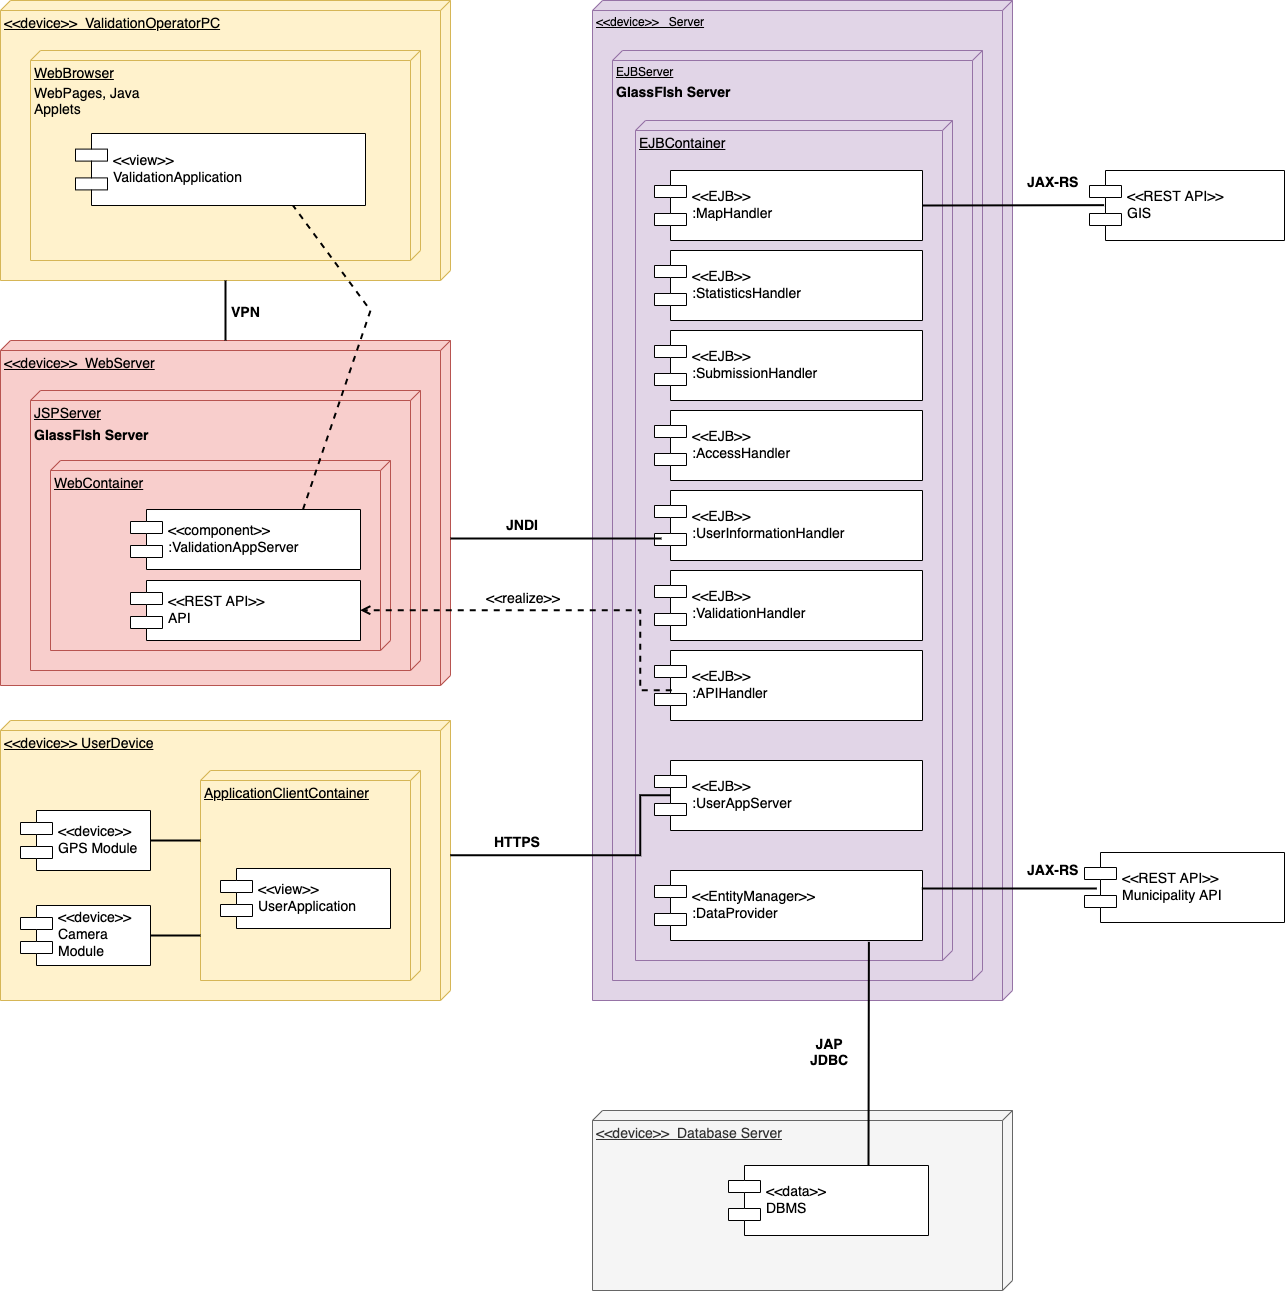 <<device>>  ValidationOperatorPC
WebBrowser
WebPages, Java
Applets
<<view>>
ValidationApplication
VPN
<<device>>  WebServer
JSPServer
GlassFIsh Server
WebContainer
<<component>>
:ValidationAppServer
<<REST API>>
API
<<device>> UserDevice
ApplicationClientContainer
<<device>>
GPS Module
<<view>>
UserApplication
<<device>>
Camera
Module
JNDI
<<realize>>
HTTPS
<<device>>  Server
EJBServer
GlassFIsh Server
EJBContainer
<<EJB>>
:MapHandler
<<EJB>>
:StatisticsHandler
<<EJB>>
:SubmissionHandler
<<EJB>>
:AccessHandler
<<EJB>>
:UserInformationHandler
<<EJB>>
:ValidationHandler
<<EJB>>
:APIHandler
<<EJB>>
:UserAppServer
<<EntityManager>>
:DataProvider
JAX-RS
<<REST API>>
GIS
JAX-RS
<<REST API>>
Municipality API
JAP
JDBC
<<device>>  Database Server
<<data>>
DBMS